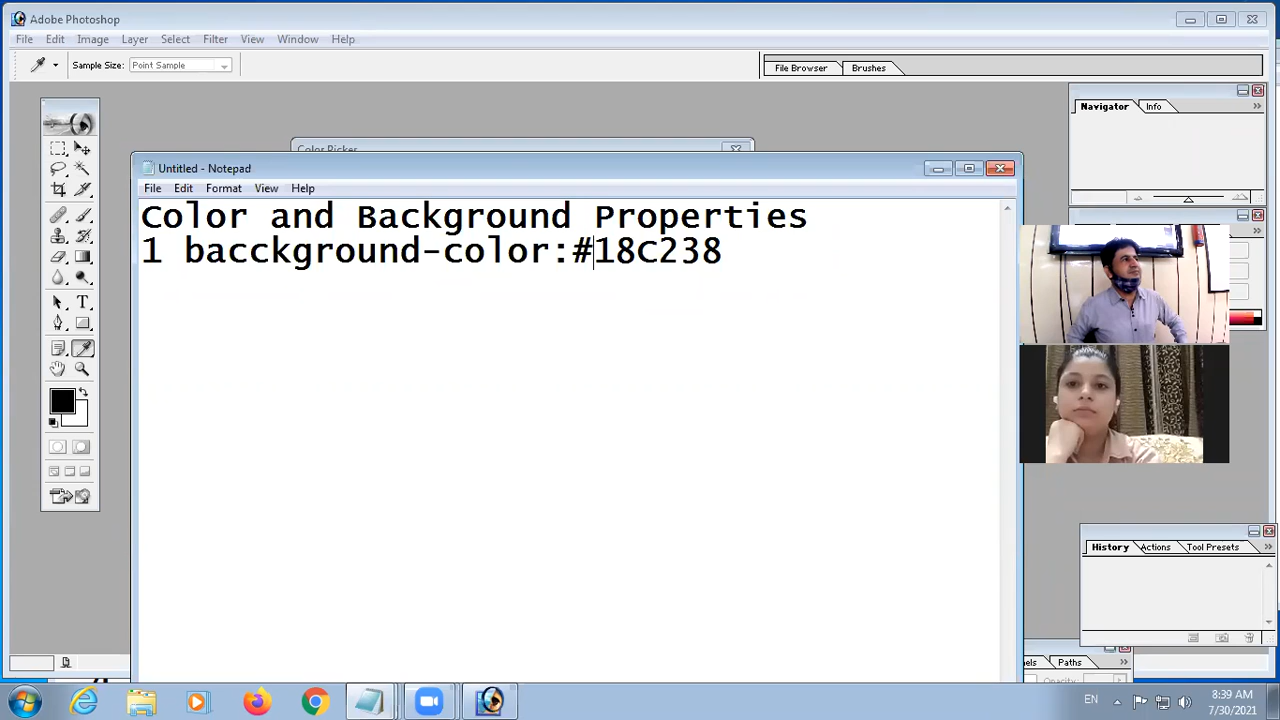 Adobe Photoshop
File Edit Image Layer Select Filter View Window Help
Sample Size: Point Sample
File Browser Brushes
Navigator Info
Color Picker
Untitled - Notepad
File Edit Format View Help
Color and Background Properties
1 bacckground-color:#18C238
History Actions Tool Presets
Paths
EN
8:39 AM
7/30/2021